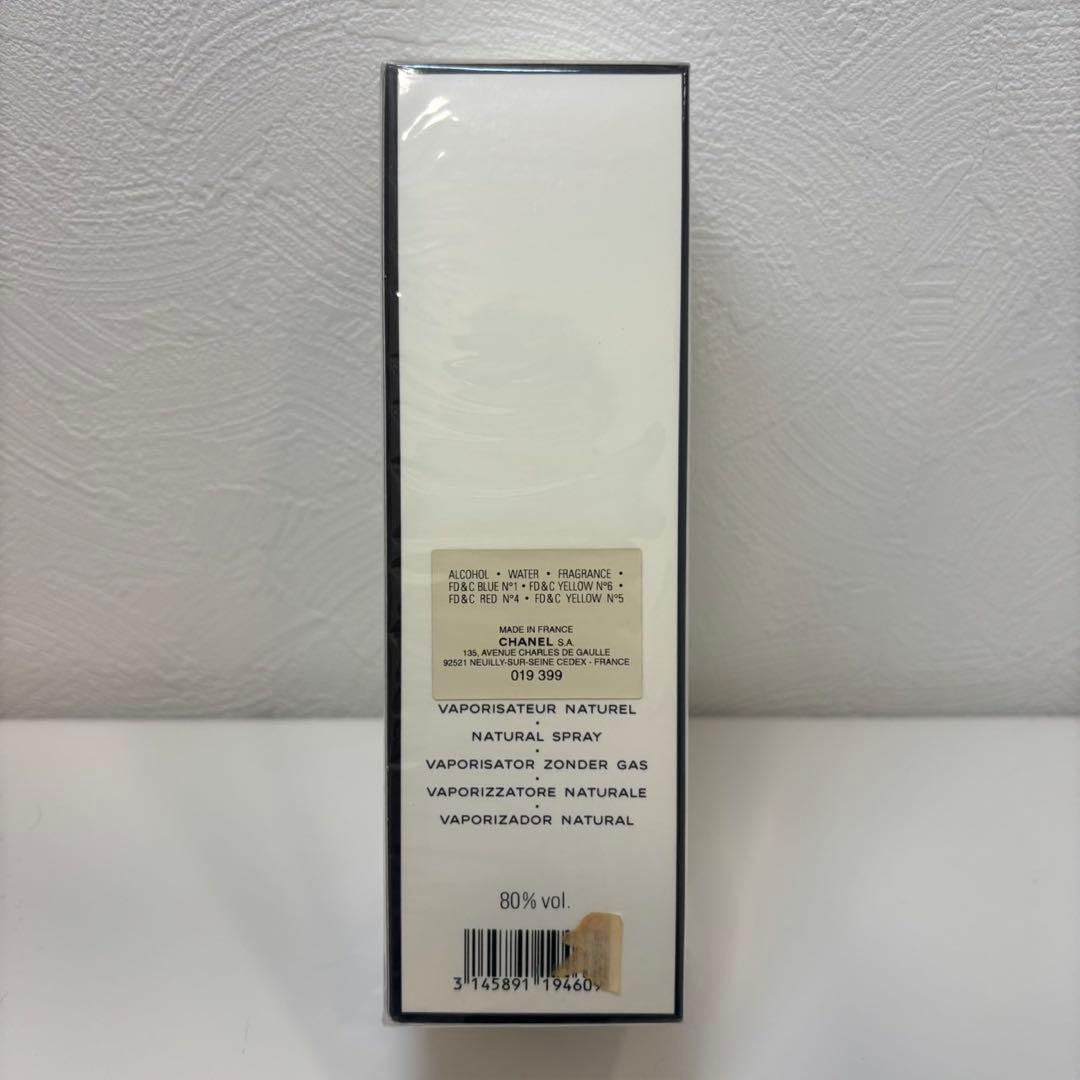 ALCOHOL • WATER • FRAGRANCE •
FD&C BLUE N°1 • FD&C YELLOW N°6 •
FD&C RED N°4 • FD&C YELLOW N°5
MADE IN FRANCE
CHANEL S.A.
135, AVENUE CHARLES DE GAULLE
92521 NEUILLY-SUR-SEINE CEDEX - FRANCE
019 399
VAPORISATEUR NATUREL
•
NATURAL SPRAY
•
VAPORISATOR ZONDER GAS
•
VAPORIZZATORE NATURALE
•
VAPORIZADOR NATURAL
80% vol.
3 145891 194609